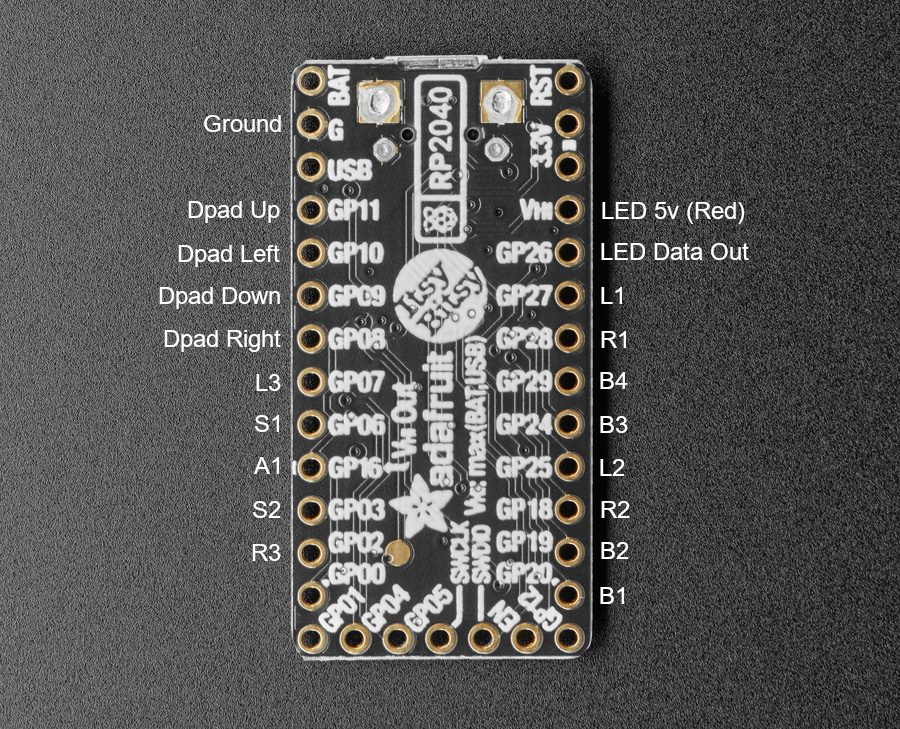 BAT
RST
Ground
G
3.3V
USB
RP2040
Dpad Up
GP11
VHI
LED 5v (Red)
Dpad Left
GP10
GP26
LED Data Out
Dpad Down
GP09
Itsy
Bitsy
GP27
L1
Dpad Right
GP08
GP28
R1
L3
GP07
GP29
B4
S1
GP06
GP24
B3
A1
GP16
GP25
L2
VHI Out
adafruit
VHI: max(BAT,USB)
S2
GP03
GP18
R2
R3
GP02
GP19
B2
GP00
SWCLK
SWDIO
GP20
B1
GP01
GP04
GP05
EN
GP12